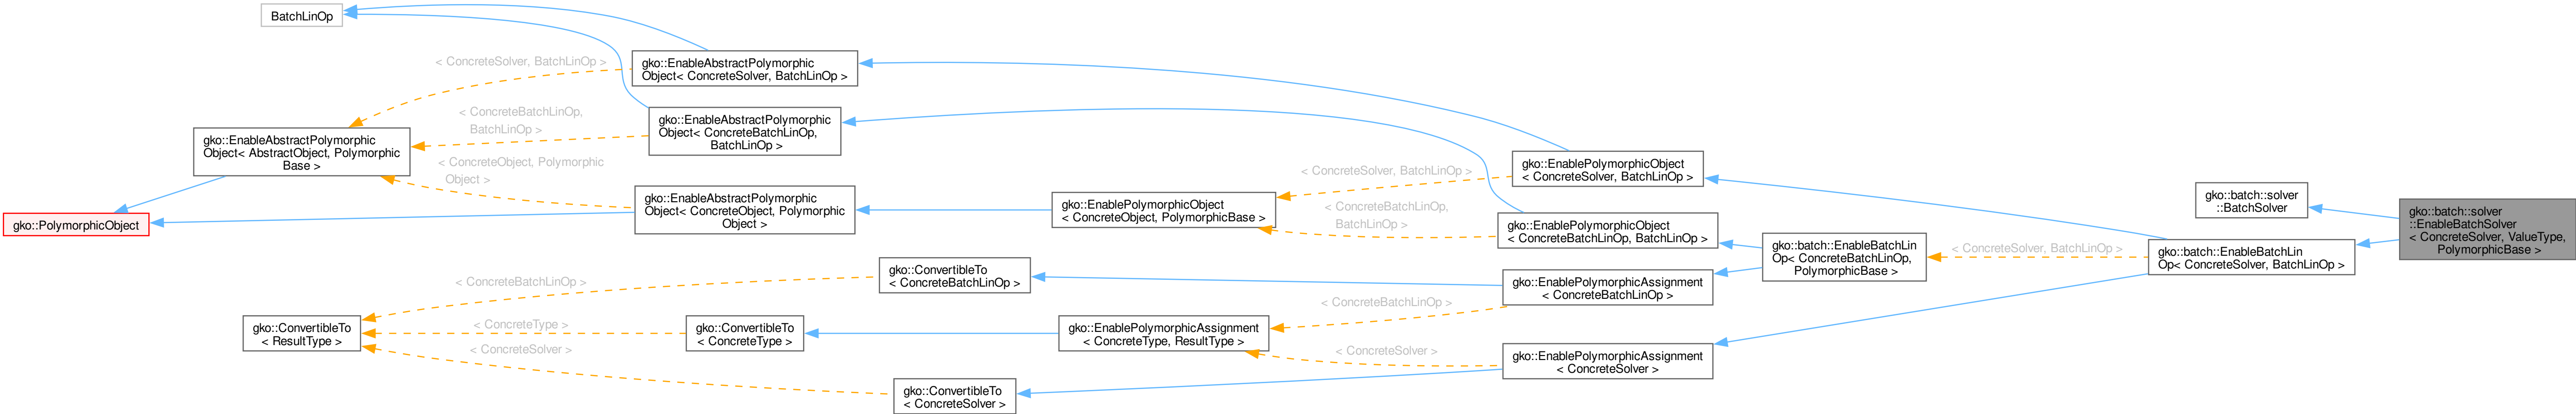 BatchLinOp
gko::EnableAbstractPolymorphic
Object< ConcreteSolver, BatchLinOp >
< ConcreteSolver, BatchLinOp >
gko::EnableAbstractPolymorphic
Object< ConcreteBatchLinOp,
BatchLinOp >
< ConcreteBatchLinOp,
BatchLinOp >
gko::EnableAbstractPolymorphic
Object< AbstractObject, Polymorphic
Base >
< ConcreteObject, Polymorphic
Object >
gko::PolymorphicObject
gko::EnableAbstractPolymorphic
Object< ConcreteObject, Polymorphic
Object >
gko::EnablePolymorphicObject
< ConcreteObject, PolymorphicBase >
< ConcreteSolver, BatchLinOp >
< ConcreteBatchLinOp,
BatchLinOp >
gko::EnablePolymorphicObject
< ConcreteSolver, BatchLinOp >
gko::EnablePolymorphicObject
< ConcreteBatchLinOp, BatchLinOp >
gko::batch::EnableBatchLin
Op< ConcreteBatchLinOp,
PolymorphicBase >
< ConcreteSolver, BatchLinOp >
gko::batch::solver
::BatchSolver
gko::batch::EnableBatchLin
Op< ConcreteSolver, BatchLinOp >
gko::batch::solver
::EnableBatchSolver
< ConcreteSolver, ValueType,
PolymorphicBase >
gko::ConvertibleTo
< ConcreteBatchLinOp >
< ConcreteBatchLinOp >
gko::EnablePolymorphicAssignment
< ConcreteBatchLinOp >
< ConcreteBatchLinOp >
gko::ConvertibleTo
< ResultType >
< ConcreteType >
gko::ConvertibleTo
< ConcreteType >
gko::EnablePolymorphicAssignment
< ConcreteType, ResultType >
< ConcreteSolver >
< ConcreteSolver >
gko::EnablePolymorphicAssignment
< ConcreteSolver >
gko::ConvertibleTo
< ConcreteSolver >